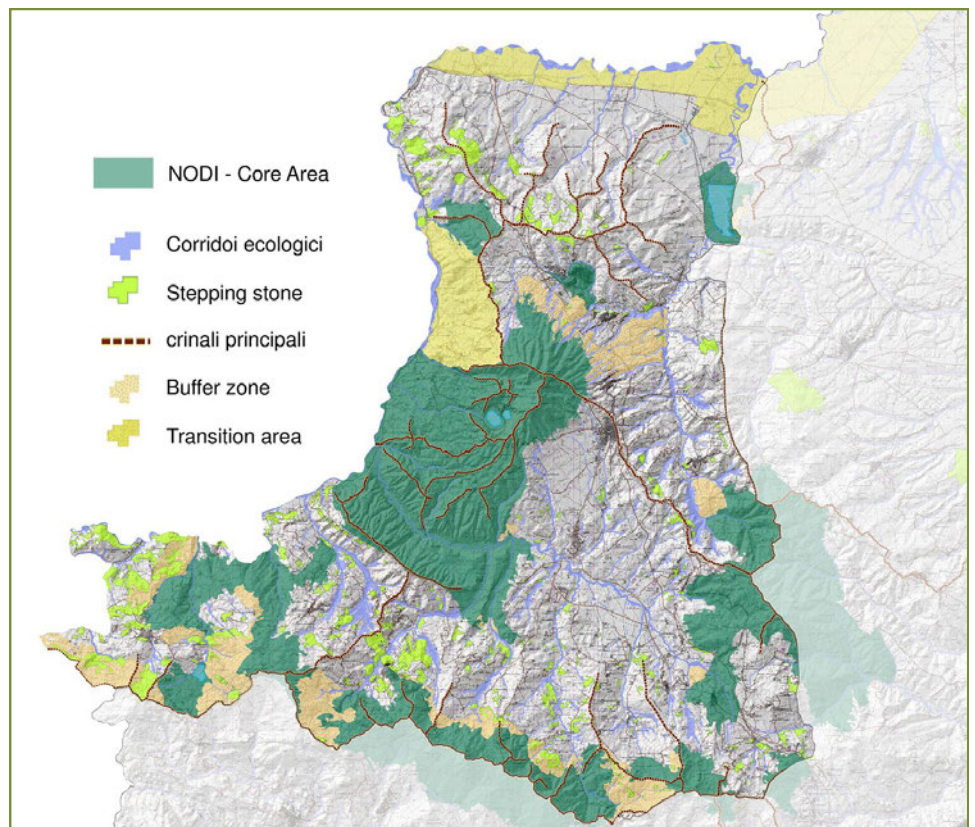 NODI - Core Area
Corridoi ecologici
Stepping stone
crinali principali
Buffer zone
Transition area